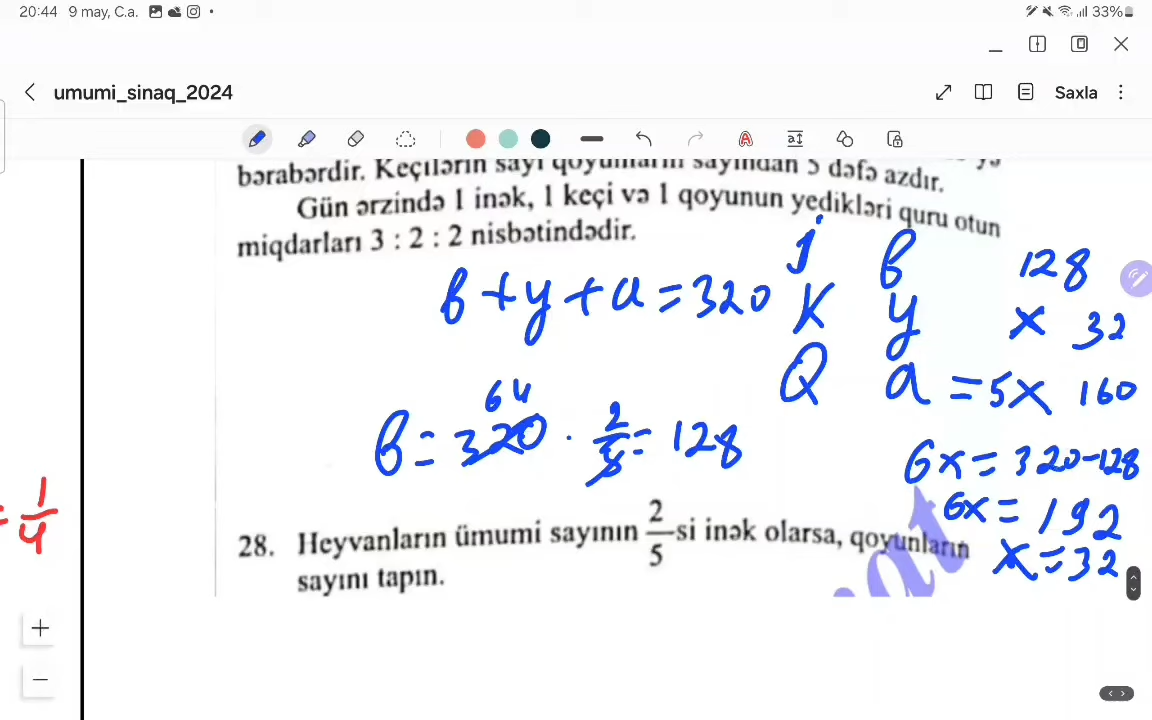 20:44 9 may, C.a. 33%
umumi_sinaq_2024 Saxla
bərabərdir. Keçilərin sayı qoyunların sayından 5 dəfə azdır.
Gün ərzində 1 inək, 1 keçi və 1 qoyunun yedikləri quru otun
miqdarları 3 : 2 : 2 nisbətindədir.
İ b 128
b + y + a = 320 K y x 32
Q a = 5x 160
64
b = 320 · 2/5 = 128
6x = 320-128
6x = 192
x = 32
= 1/4
28. Heyvanların ümumi sayının 2/5-si inək olarsa, qoyunların
sayını tapın.